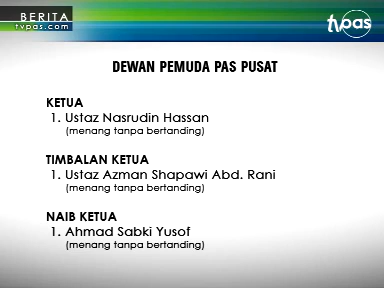 BERITA
tvpas.com
tvpas
DEWAN PEMUDA PAS PUSAT
KETUA
1. Ustaz Nasrudin Hassan
(menang tanpa bertanding)
TIMBALAN KETUA
1. Ustaz Azman Shapawi Abd. Rani
(menang tanpa bertanding)
NAIB KETUA
1. Ahmad Sabki Yusof
(menang tanpa bertanding)